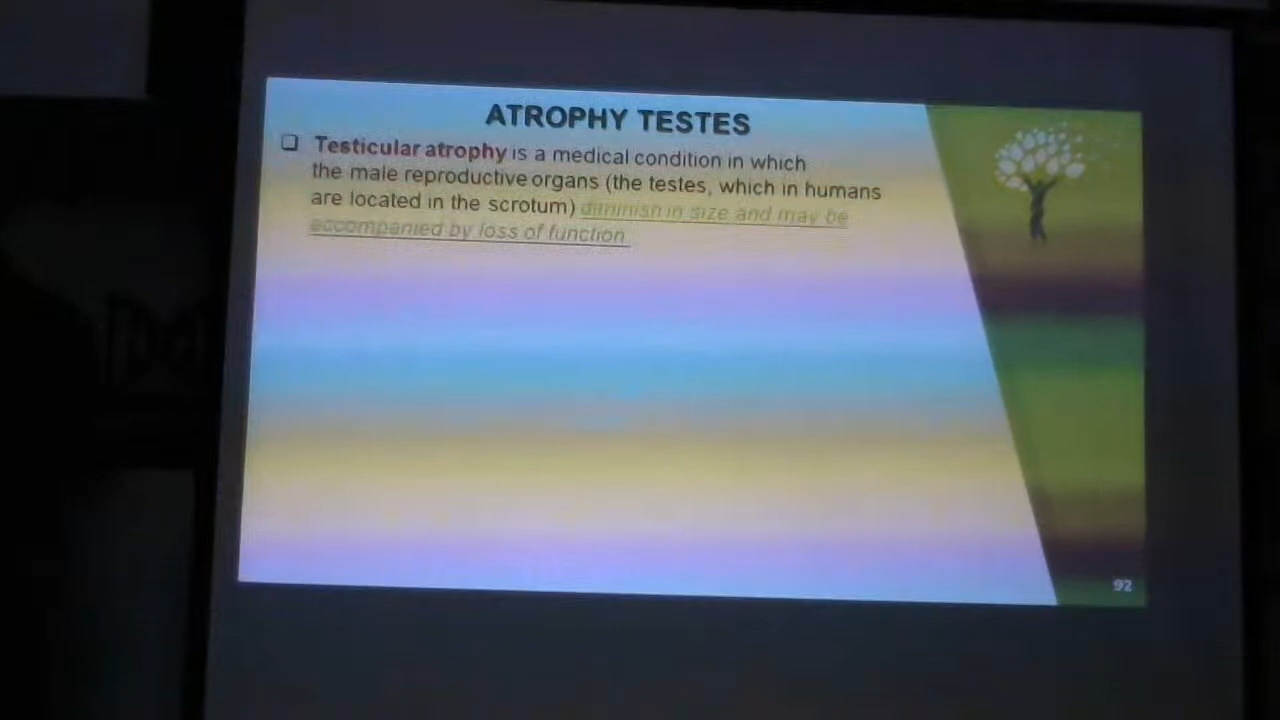 ATROPHY TESTES
❑ Testicular atrophy is a medical condition in which
the male reproductive organs (the testes, which in humans
are located in the scrotum) diminish in size and may be
accompanied by loss of function
92